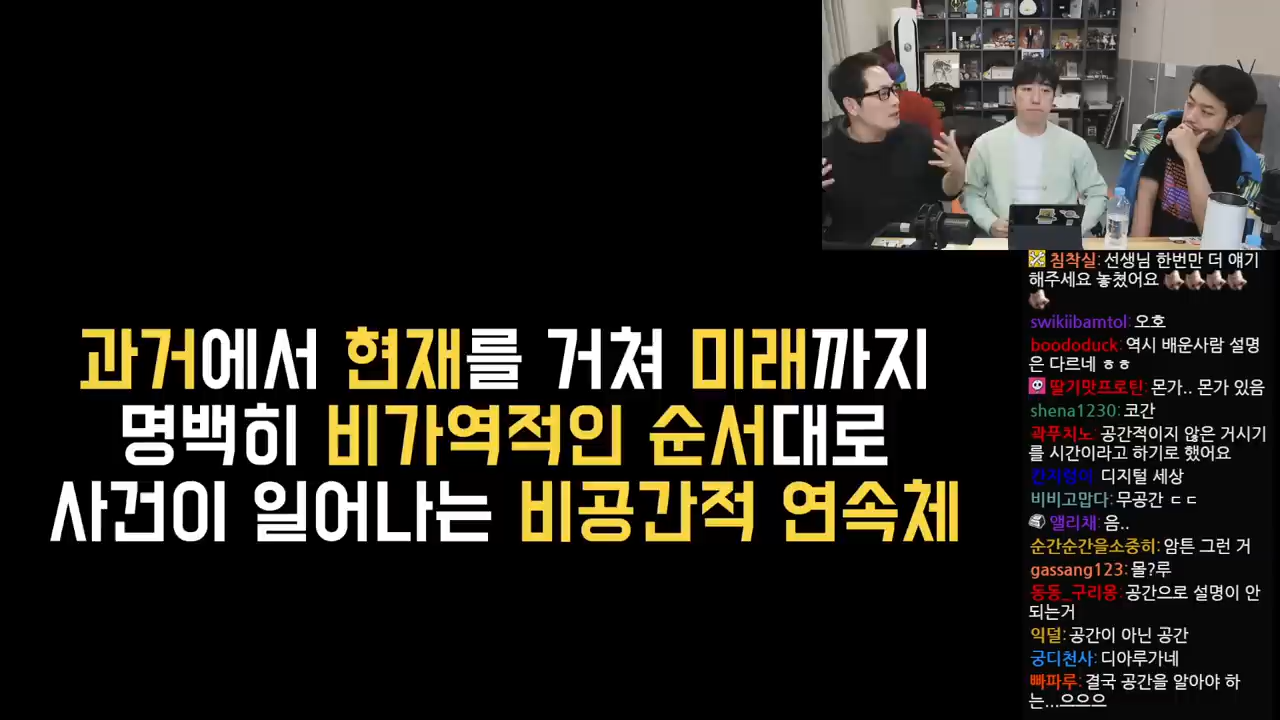 과거에서 현재를 거쳐 미래까지
명백히 비가역적인 순서대로
사건이 일어나는 비공간적 연속체
침착실: 선생님 한번만 더 얘기
해주세요 놓쳤어요
swikiibamtol: 오호
boododuck: 역시 배운사람 설명
은 다르네 ㅎㅎ
딸기맛프로틴: 몬가.. 몬가 있음
shena1230: 코간
곽푸치노: 공간적이지 않은 거시기
를 시간이라고 하기로 했어요
칸지렁이: 디지털 세상
비비고맙다: 무공간 ㄷㄷ
앨리채: 음..
순간순간을소중히: 암튼 그런 거
gassang123: 몰?루
동동_구리몽: 공간으로 설명이 안
되는거
익덜: 공간이 아닌 공간
궁디천사: 디아루가네
빠파루: 결국 공간을 알아야 하
는...으으으